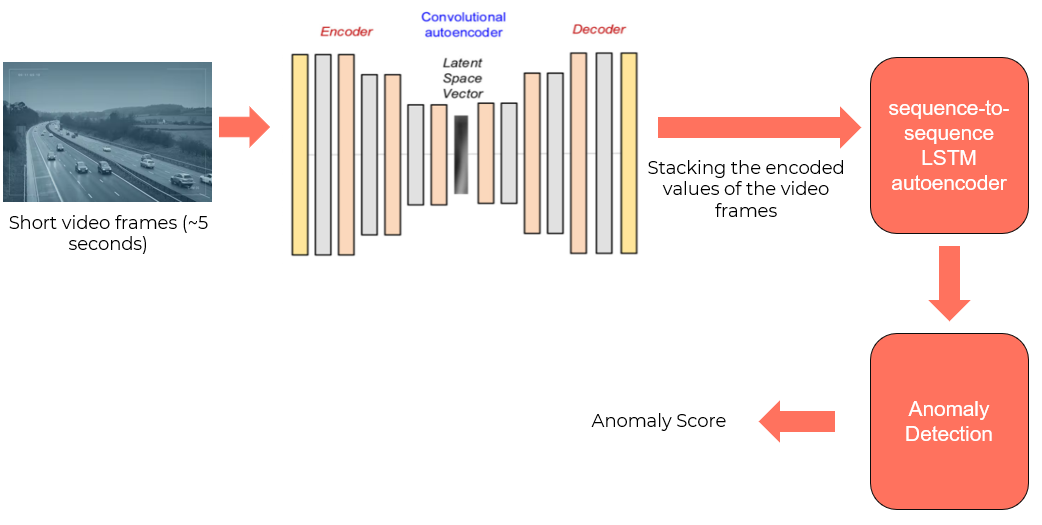 Encoder
Convolutional
autoencoder
Decoder
Latent
Space
Vector
sequence-to-
sequence
LSTM
autoencoder
Stacking the encoded
values of the video
frames
Short video frames (~5
seconds)
Anomaly
Detection
Anomaly Score